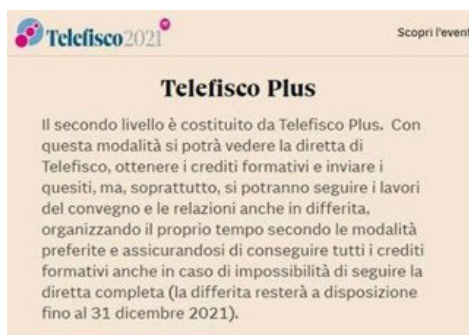 Telefisco2021
Scopri l'event
Telefisco Plus
Il secondo livello è costituito da Telefisco Plus. Con
questa modalità si potrà vedere la diretta di
Telefisco, ottenere i crediti formativi e inviare i
quesiti, ma, soprattutto, si potranno seguire i lavori
del convegno e le relazioni anche in differita,
organizzando il proprio tempo secondo le modalità
preferite e assicurandosi di conseguire tutti i crediti
formativi anche in caso di impossibilità di seguire la
diretta completa (la differita resterà a disposizione
fino al 31 dicembre 2021).